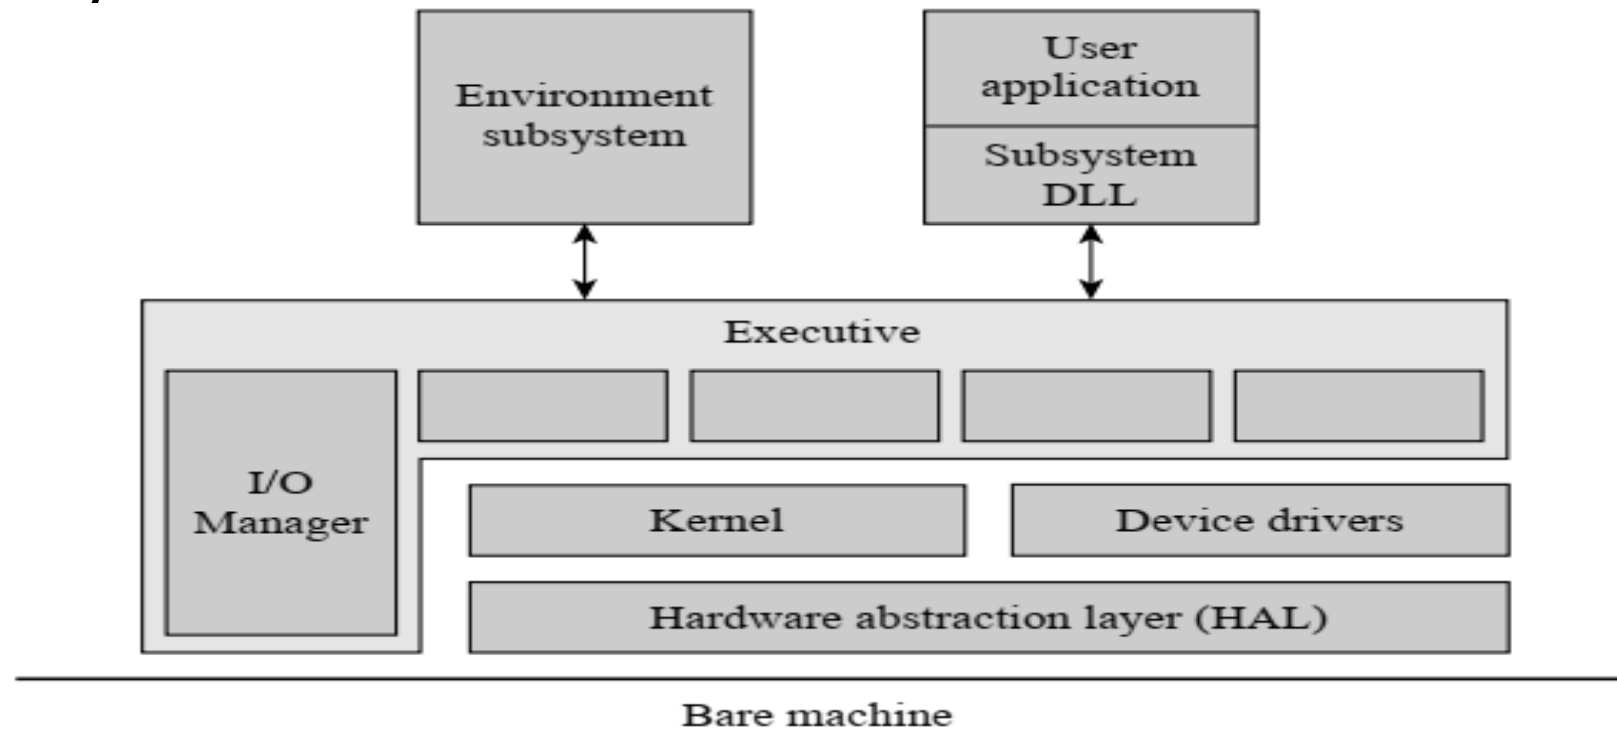 Environment
subsystem
User
application
Subsystem
DLL
Executive
I/O
Manager
Kernel
Device drivers
Hardware abstraction layer (HAL)
Bare machine